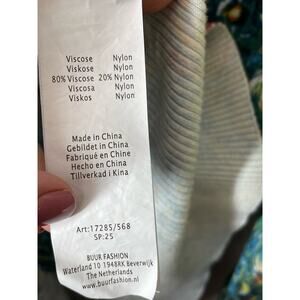 Viscose Nylon
Viskose Nylon
80% Viscose 20% Nylon
Viscosa Nylon
Viskos Nylon
Made in China
Gebildet in China
Fabriqué en Chine
Hecho en China
Tillverkad i Kina
Art:17285/568
SP:25
BUUR FASHION
Waterland 10 1948RK Beverwijk
The Netherlands
www.buurfashion.nl